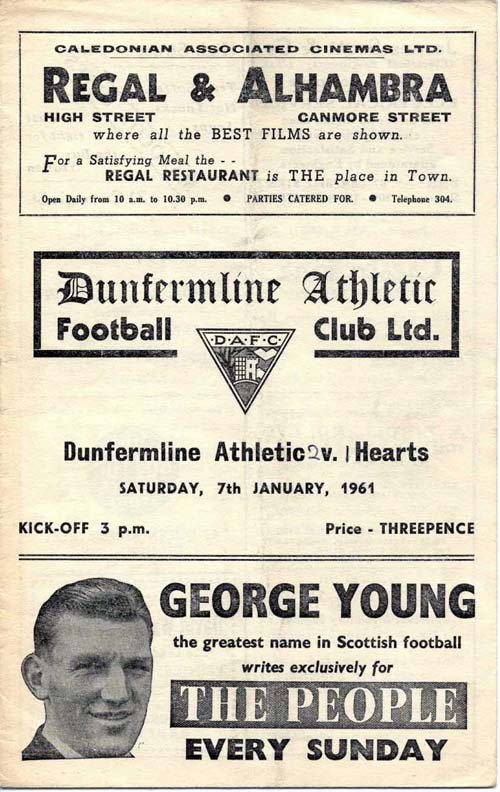 CALEDONIAN ASSOCIATED CINEMAS LTD.
REGAL & ALHAMBRA
HIGH STREET CANMORE STREET
where all the BEST FILMS are shown.
For a Satisfying Meal the - -
REGAL RESTAURANT is THE place in Town.
Open Daily from 10 a.m. to 10.30 p.m. ● PARTIES CATERED FOR. ● Telephone 304.
Dunfermline Athletic
Football Club Ltd.
·D·A·F·C·
Dunfermline Athletic 2 v. 1 Hearts
SATURDAY, 7th JANUARY, 1961
KICK-OFF 3 p.m. Price - THREEPENCE
GEORGE YOUNG
the greatest name in Scottish football
writes exclusively for
THE PEOPLE
EVERY SUNDAY